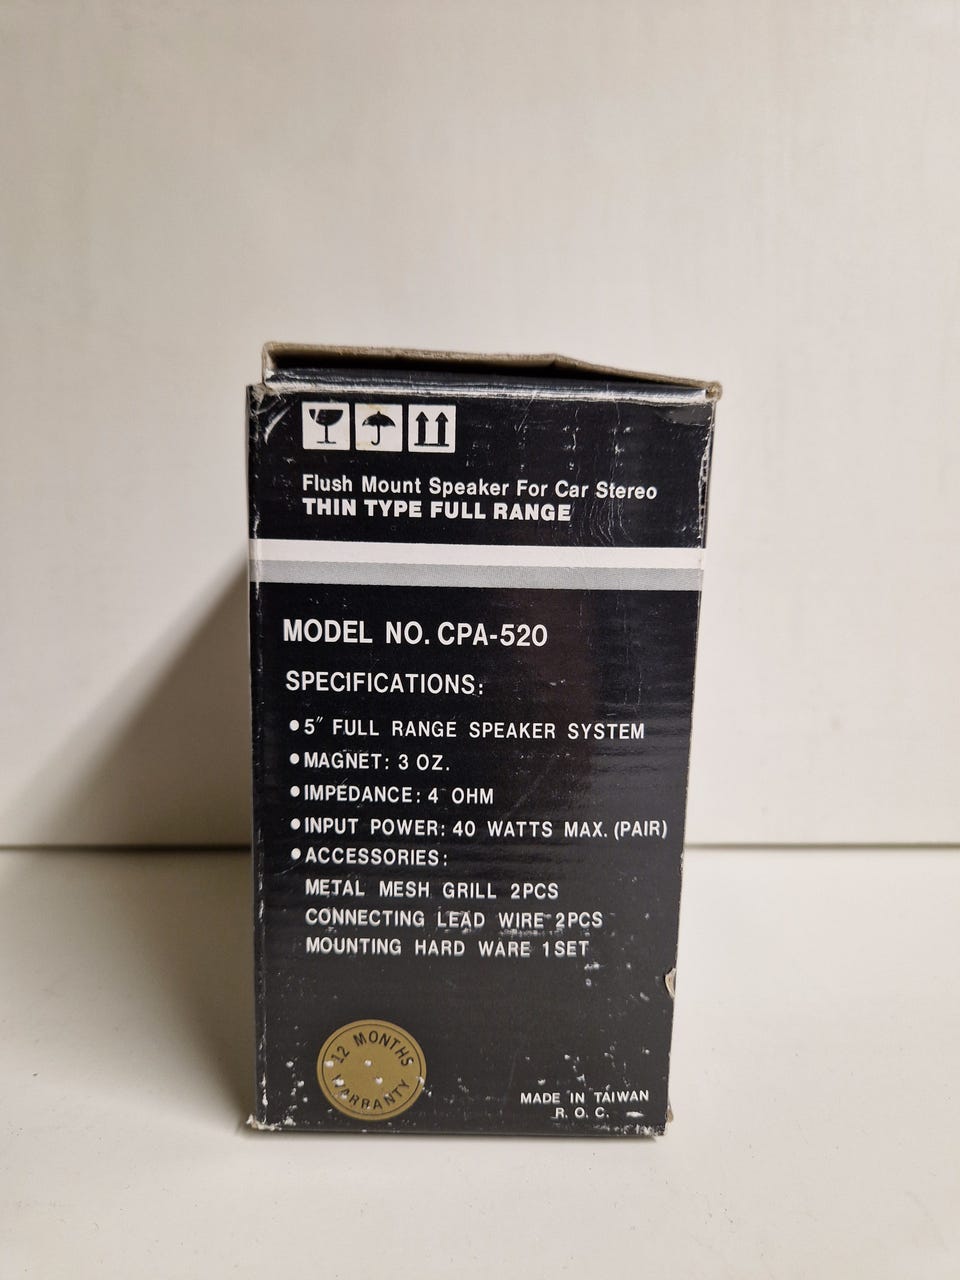 Flush Mount Speaker For Car Stereo
THIN TYPE FULL RANGE
MODEL NO. CPA-520
SPECIFICATIONS:
•5″ FULL RANGE SPEAKER SYSTEM
•MAGNET: 3 OZ.
•IMPEDANCE: 4 OHM
•INPUT POWER: 40 WATTS MAX. (PAIR)
•ACCESSORIES:
METAL MESH GRILL 2PCS
CONNECTING LEAD WIRE 2PCS
MOUNTING HARD WARE 1SET
12 MONTHS
WARRANTY
MADE IN TAIWAN
R. O. C.